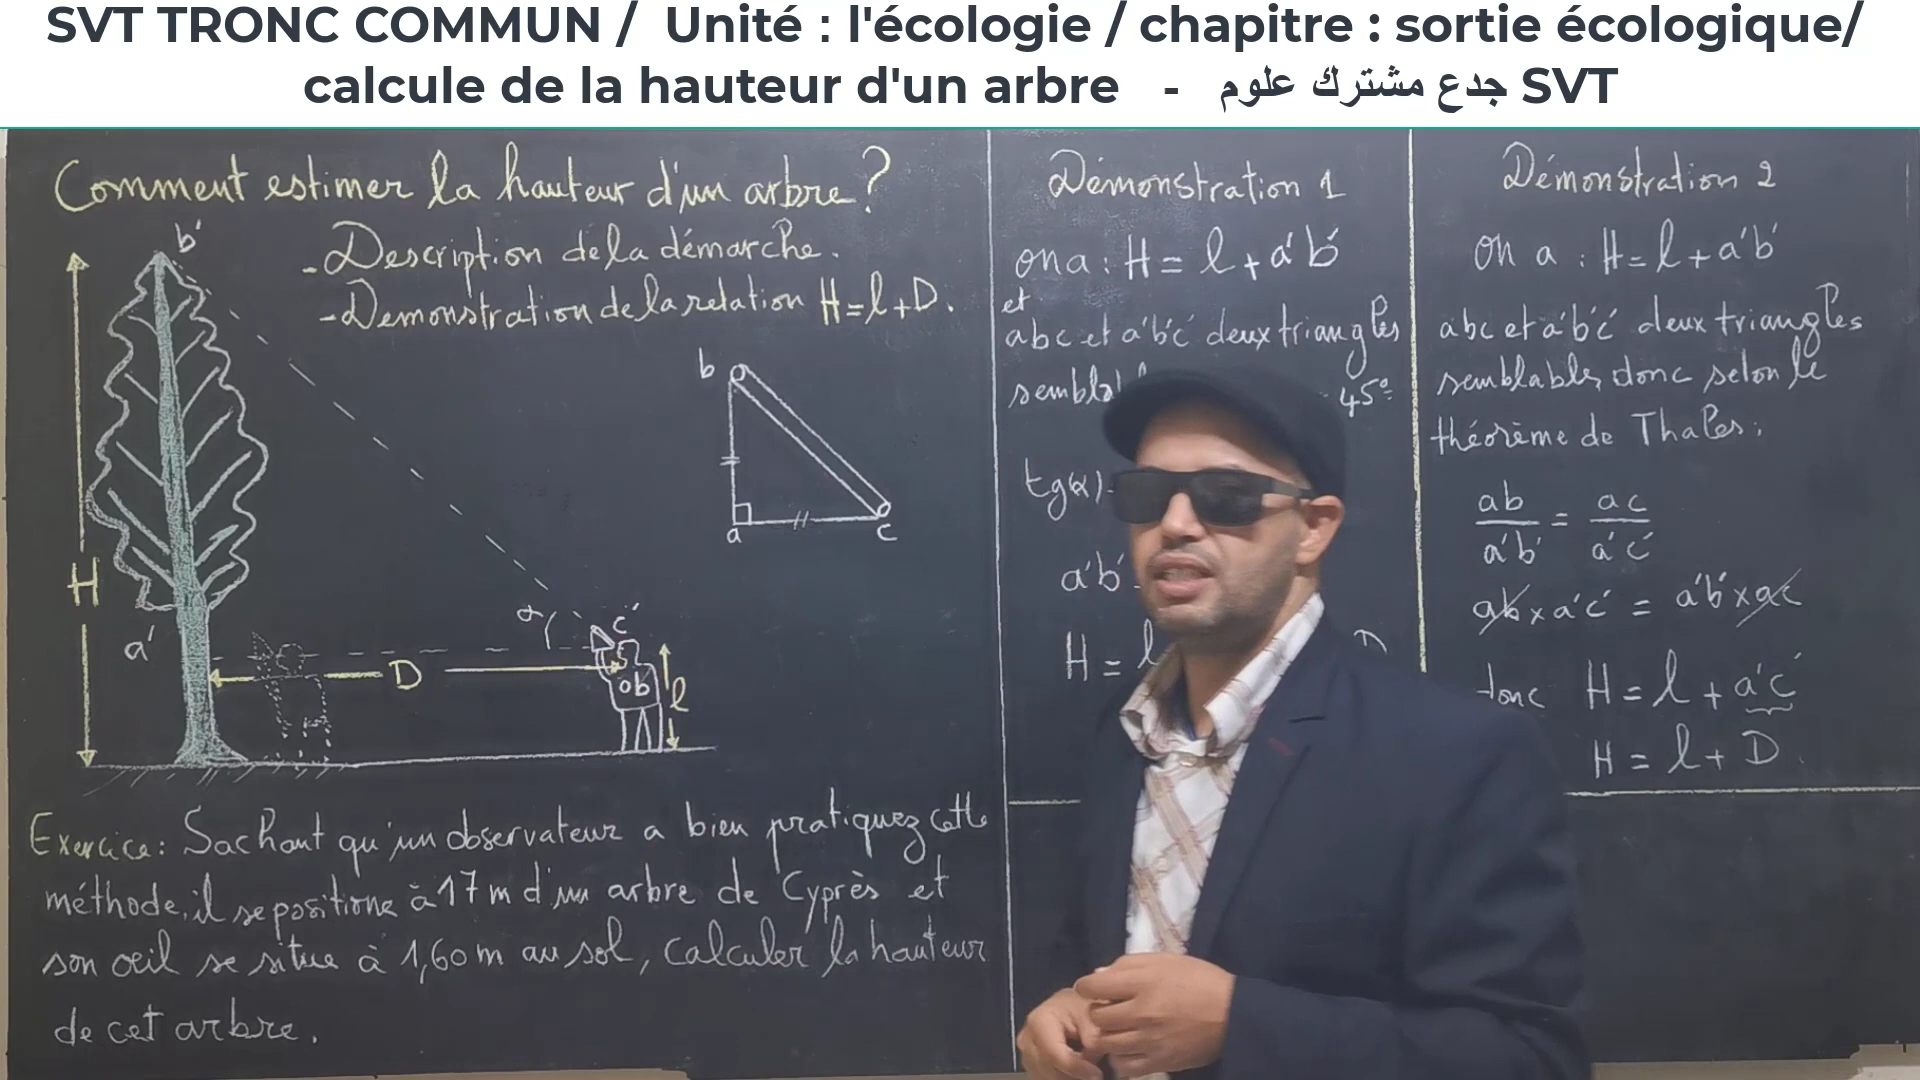 SVT TRONC COMMUN / Unité : l'écologie / chapitre : sortie écologique/
calcule de la hauteur d'un arbre - جدع مشترك علوم SVT
Comment estimer la hauteur d'un arbre ?
- Description de la démarche.
- Demonstration de la relation H = l + D.
b'
b
a
c
H
a'
α
c'
D
ob
l
Exercice : Sachant qu'un observateur a bien pratiquez cette
méthode, il se positione à 17 m d'un arbre de Cyprès et
son œil se situe à 1,60 m au sol, calculer la hauteur
de cet arbre.
Démonstration 1
on a : H = l + a'b'
et
abc et a'b'c' deux triangles
45°
tg(α)
a'b'
H = l
D
Démonstration 2
on a : H = l + a'b'
abc et a'b'c' deux triangles
semblables donc selon le
théorème de Thales :
ab/a'b' = ac/a'c'
ab x a'c' = a'b' x ac
donc H = l + a'c'
H = l + D